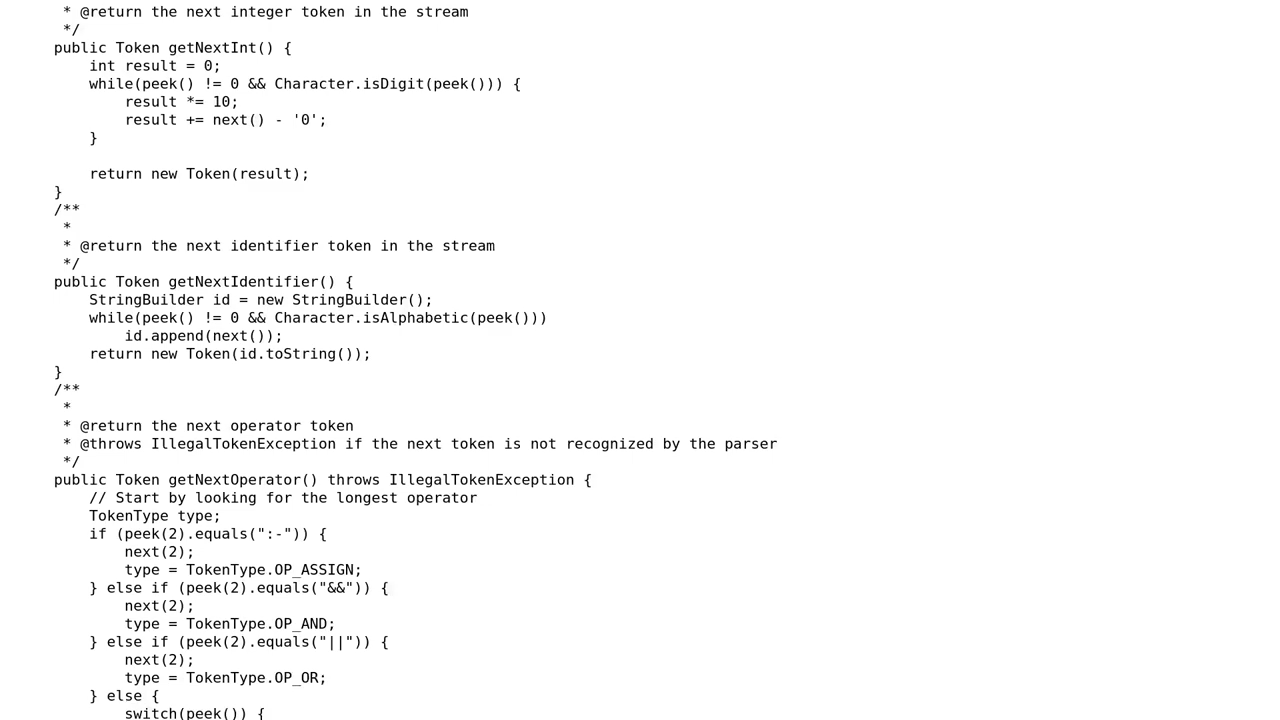 * @return the next integer token in the stream
     */
    public Token getNextInt() {
        int result = 0;
        while(peek() != 0 && Character.isDigit(peek())) {
            result *= 10;
            result += next() - '0';
        }

        return new Token(result);
    }
    /**
     *
     * @return the next identifier token in the stream
     */
    public Token getNextIdentifier() {
        StringBuilder id = new StringBuilder();
        while(peek() != 0 && Character.isAlphabetic(peek()))
            id.append(next());
        return new Token(id.toString());
    }
    /**
     *
     * @return the next operator token
     * @throws IllegalTokenException if the next token is not recognized by the parser
     */
    public Token getNextOperator() throws IllegalTokenException {
        // Start by looking for the longest operator
        TokenType type;
        if (peek(2).equals(":-")) {
            next(2);
            type = TokenType.OP_ASSIGN;
        } else if (peek(2).equals("&&")) {
            next(2);
            type = TokenType.OP_AND;
        } else if (peek(2).equals("||")) {
            next(2);
            type = TokenType.OP_OR;
        } else {
            switch(peek()) {